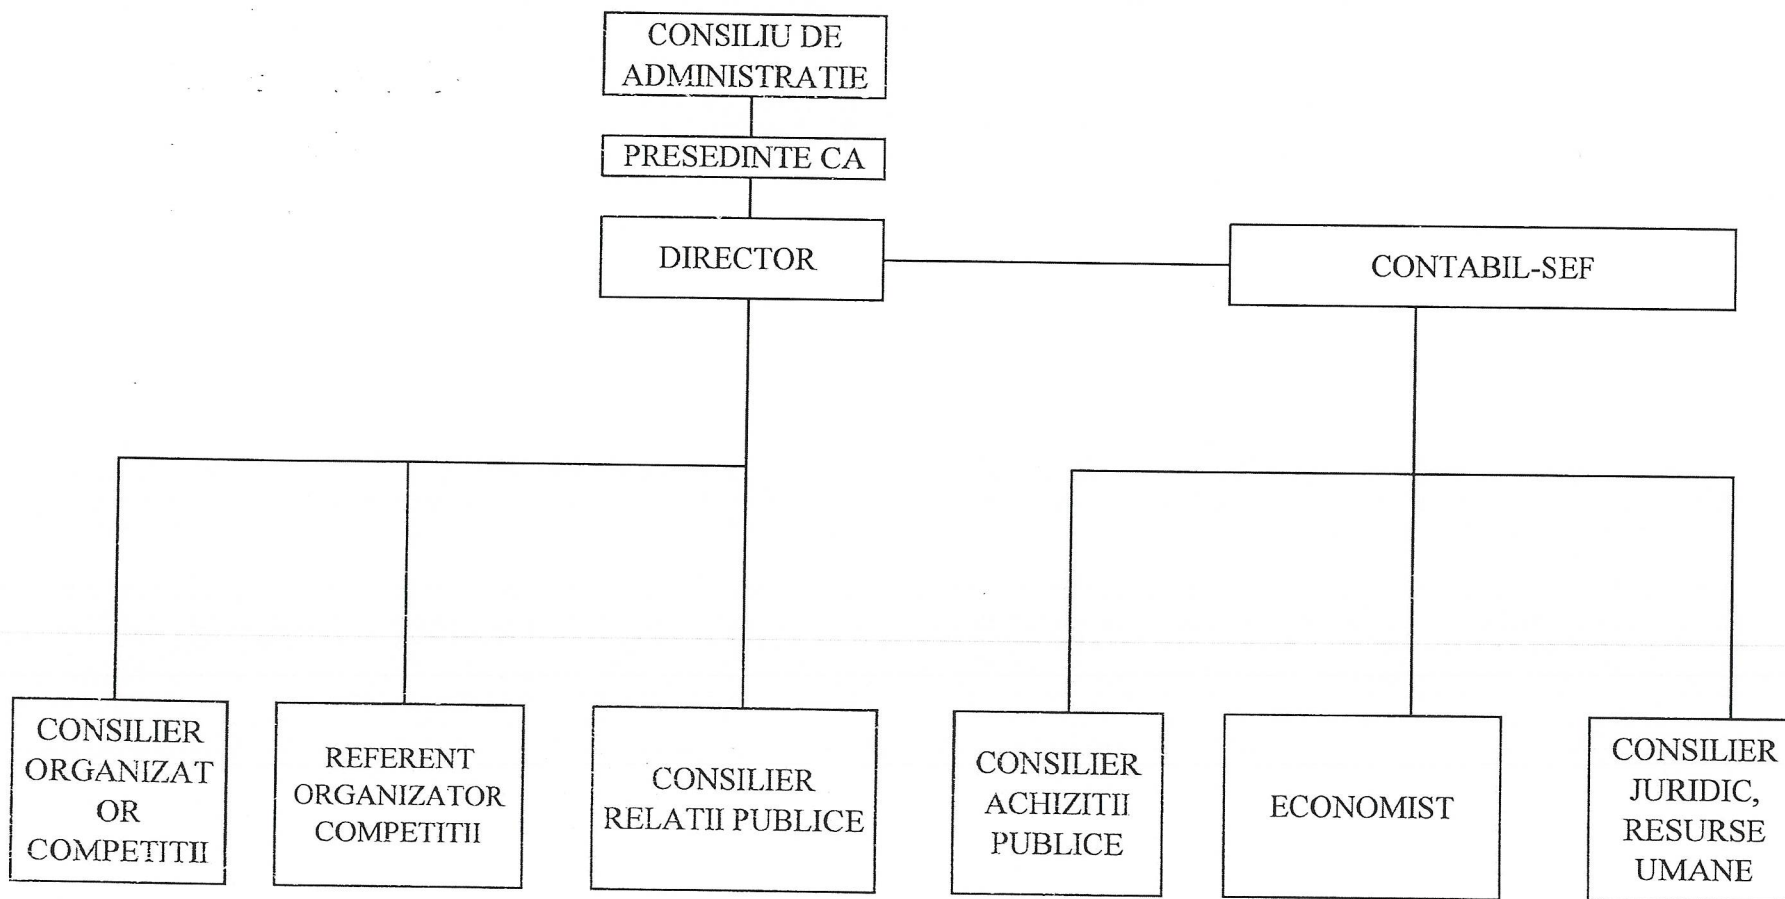 CONSILIU DE
ADMINISTRATIE
PRESEDINTE CA
DIRECTOR
CONTABIL-SEF
CONSILIER
ORGANIZAT
OR
COMPETITII
REFERENT
ORGANIZATOR
COMPETITII
CONSILIER
RELATII PUBLICE
CONSILIER
ACHIZITII
PUBLICE
ECONOMIST
CONSILIER
JURIDIC,
RESURSE
UMANE